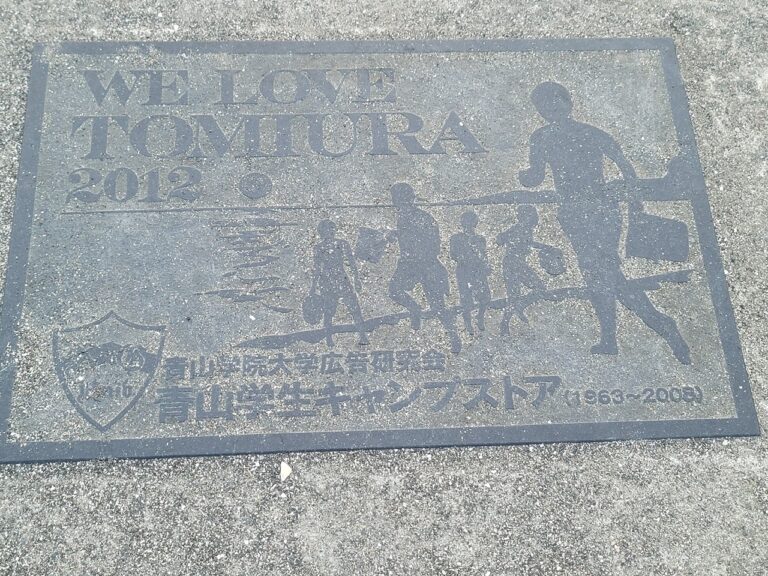 WE LOVE
TOMIURA
2012
青山学院大学広告研究会
青山学生キャンプストア(1963～2008)